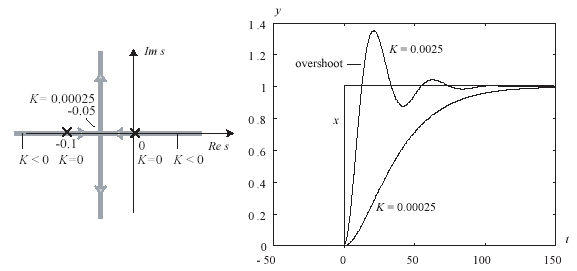 Im s
K = 0.00025
-0.05
-0.1
0
Re s
K < 0 K=0 K=0 K < 0
y
1.4
1.2
1
0.8
0.6
0.4
0.2
0
overshoot
K = 0.0025
x
K = 0.00025
t
- 50 0 50 100 150